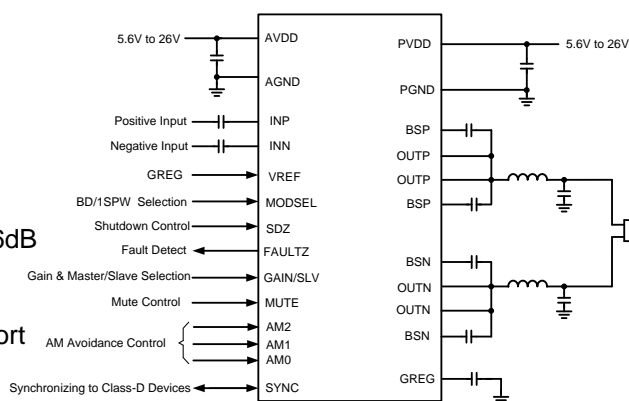 5.6V to 26V
AVDD
AGND
Positive Input
INP
Negative Input
INN
GREG
VREF
BD/1SPW Selection
MODSEL
Shutdown Control
SDZ
Fault Detect
FAULTZ
Gain & Master/Slave Selection
GAIN/SLV
Mute Control
MUTE
AM Avoidance Control
AM2
AM1
AM0
Synchronizing to Class-D Devices
SYNC
PVDD
5.6V to 26V
PGND
BSP
OUTP
OUTP
BSP
BSN
OUTN
OUTN
BSN
GREG